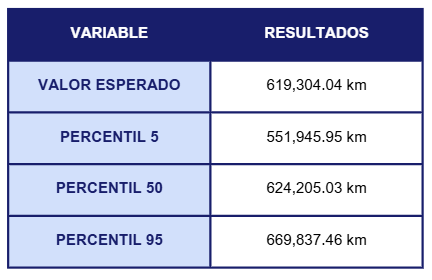 VARIABLE RESULTADOS
VALOR ESPERADO 619,304.04 km
PERCENTIL 5 551,945.95 km
PERCENTIL 50 624,205.03 km
PERCENTIL 95 669,837.46 km